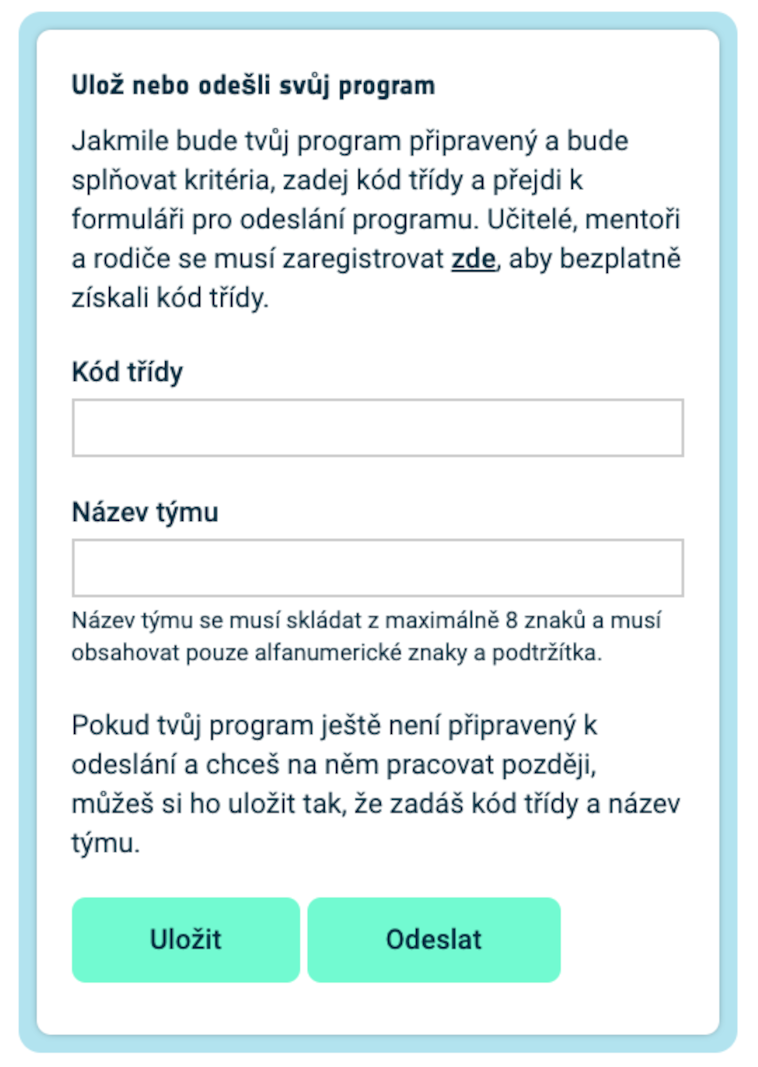 Ulož nebo odešli svůj program
Jakmile bude tvůj program připravený a bude
splňovat kritéria, zadej kód třídy a přejdi k
formuláři pro odeslání programu. Učitelé, mentoři
a rodiče se musí zaregistrovat zde, aby bezplatně
získali kód třídy.
Kód třídy
Název týmu
Název týmu se musí skládat z maximálně 8 znaků a musí
obsahovat pouze alfanumerické znaky a podtržítka.
Pokud tvůj program ještě není připravený k
odeslání a chceš na něm pracovat později,
můžeš si ho uložit tak, že zadáš kód třídy a název
týmu.
Uložit Odeslat